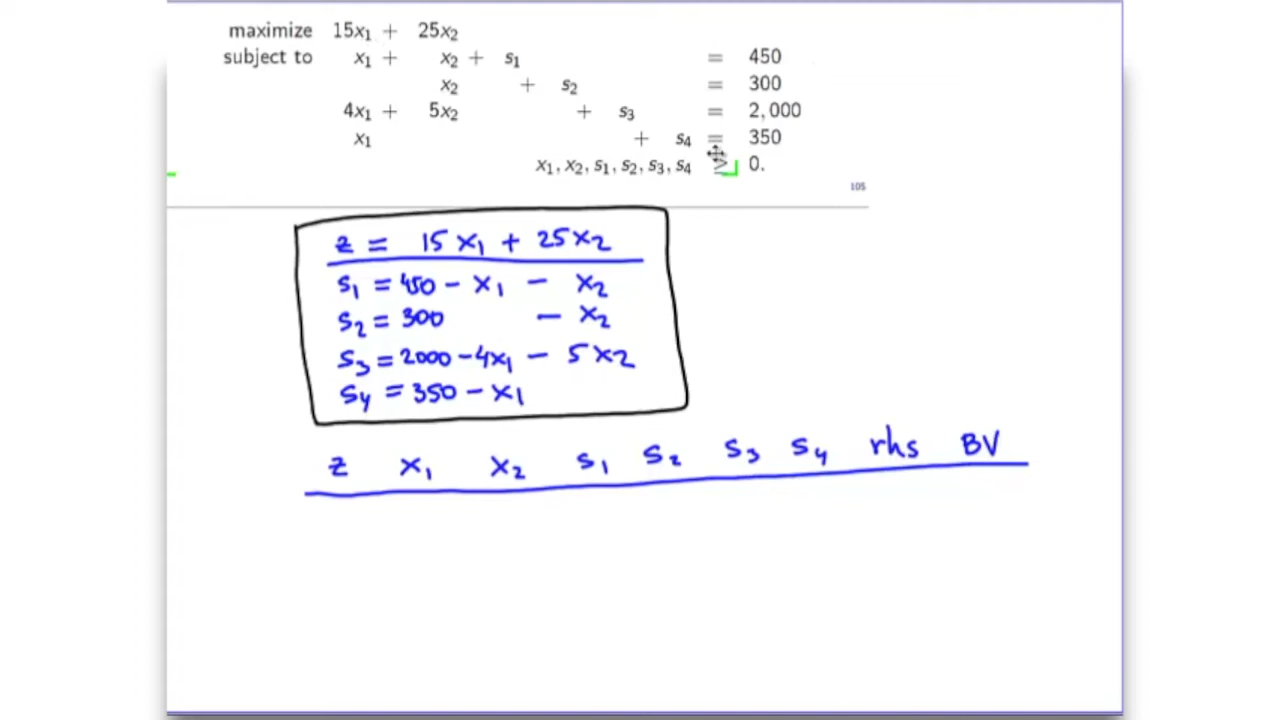 maximize 15x₁ + 25x₂
subject to x₁ + x₂ + s₁ = 450
x₂ + s₂ = 300
4x₁ + 5x₂ + s₃ = 2,000
x₁ + s₄ = 350
x₁, x₂, s₁, s₂, s₃, s₄ ≥ 0.
105
z = 15x₁ + 25x₂
s₁ = 450 - x₁ - x₂
s₂ = 300 - x₂
s₃ = 2000 - 4x₁ - 5x₂
s₄ = 350 - x₁
z x₁ x₂ s₁ s₂ s₃ s₄ rhs BV